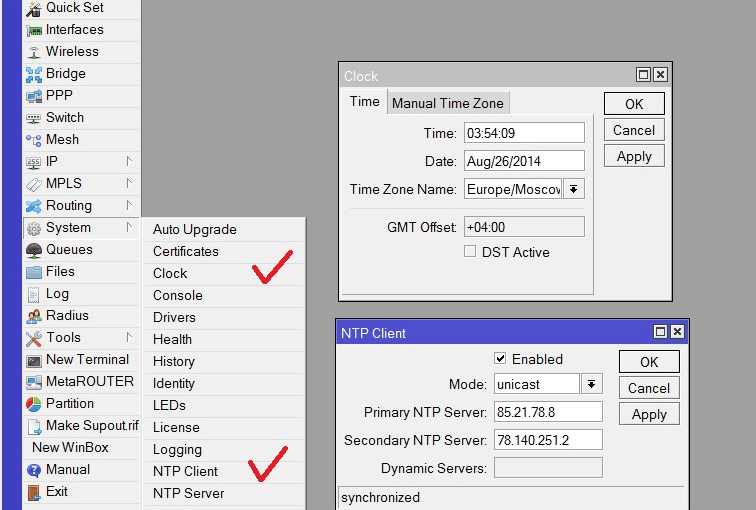 Quick Set
Interfaces
Wireless
Bridge
PPP
Switch
Mesh
IP
MPLS
Routing
System
Queues
Files
Log
Radius
Tools
New Terminal
MetaROUTER
Partition
Make Supout.rif
New WinBox
Manual
Exit
Auto Upgrade
Certificates
Clock
Console
Drivers
Health
History
Identity
LEDs
License
Logging
NTP Client
NTP Server
Clock
Time
Manual Time Zone
Time: 03:54:09
Date: Aug/26/2014
Time Zone Name: Europe/Moscov
GMT Offset: +04:00
DST Active
OK
Cancel
Apply
NTP Client
Enabled
Mode: unicast
Primary NTP Server: 85.21.78.8
Secondary NTP Server: 78.140.251.2
Dynamic Servers:
OK
Cancel
Apply
synchronized